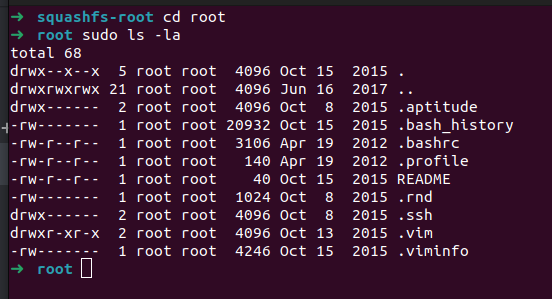 ➜ squashfs-root cd root
➜ root sudo ls -la
total 68
drwx--x--x  5 root root  4096 Oct 15  2015 .
drwxrwxrwx 21 root root  4096 Jun 16  2017 ..
drwx------  2 root root  4096 Oct  8  2015 .aptitude
-rw-------  1 root root 20932 Oct 15  2015 .bash_history
-rw-r--r--  1 root root  3106 Apr 19  2012 .bashrc
-rw-r--r--  1 root root   140 Apr 19  2012 .profile
-rw-r--r--  1 root root    40 Oct 15  2015 README
-rw-------  1 root root  1024 Oct  8  2015 .rnd
drwx------  2 root root  4096 Oct  8  2015 .ssh
drwxr-xr-x  2 root root  4096 Oct 13  2015 .vim
-rw-------  1 root root  4246 Oct 15  2015 .viminfo
➜ root